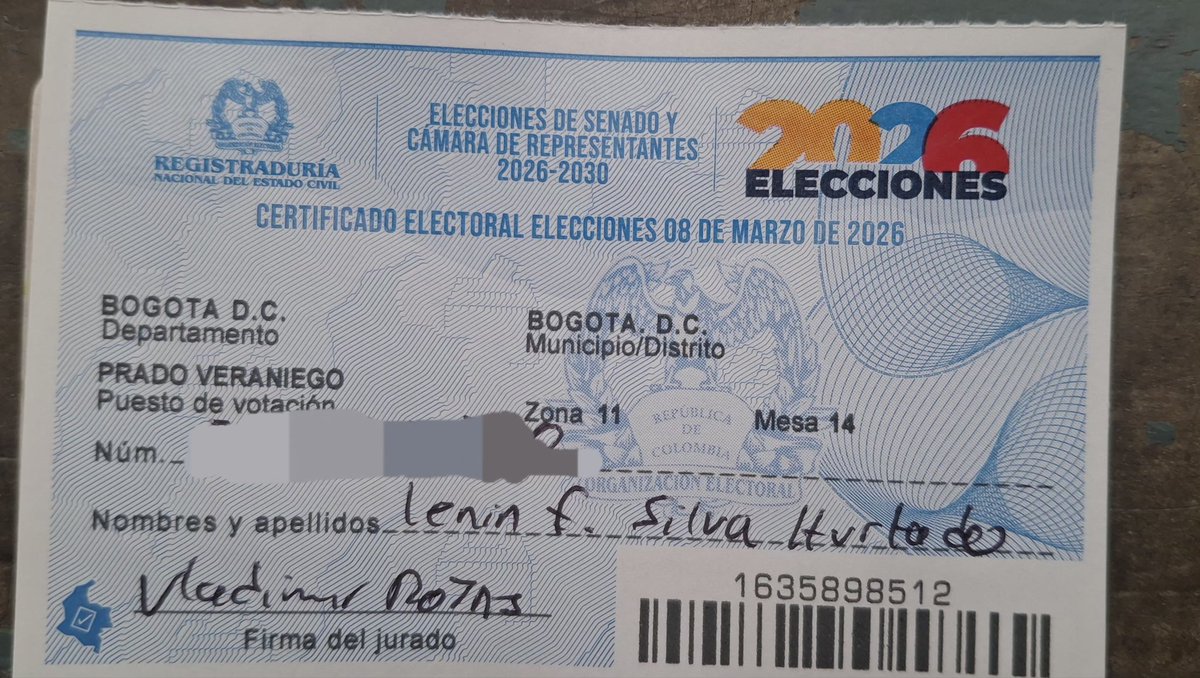 REGISTRADURÍA
NACIONAL DEL ESTADO CIVIL
ELECCIONES DE SENADO Y
CÁMARA DE REPRESENTANTES
2026-2030
2026
ELECCIONES
CERTIFICADO ELECTORAL ELECCIONES 08 DE MARZO DE 2026
BOGOTA D.C.
Departamento
BOGOTA. D.C.
Municipio/Distrito
PRADO VERANIEGO
Puesto de votación
Zona 11
Mesa 14
REPÚBLICA
DE
COLOMBIA
ORGANIZACIÓN ELECTORAL
Núm.
Nombres y apellidos Lenin f. Silva Hurtado
Vladimir ROJAS
Firma del jurado
1635898512